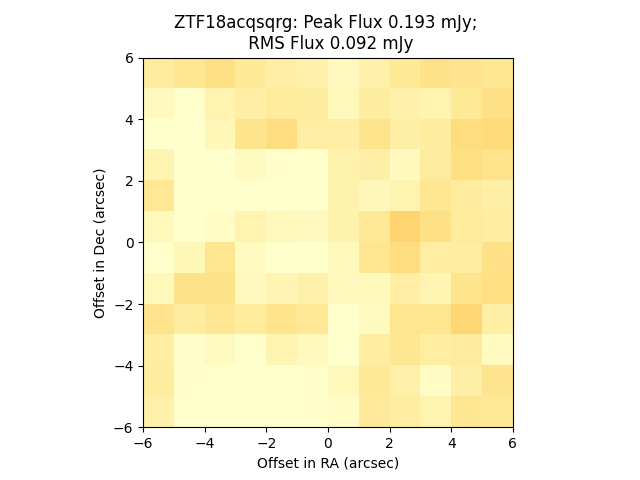 ZTF18acqsqrg: Peak Flux 0.193 mJy;
RMS Flux 0.092 mJy
6
4
2
0
−2
−4
−6
Offset in Dec (arcsec)
−6 −4 −2 0 2 4 6
Offset in RA (arcsec)